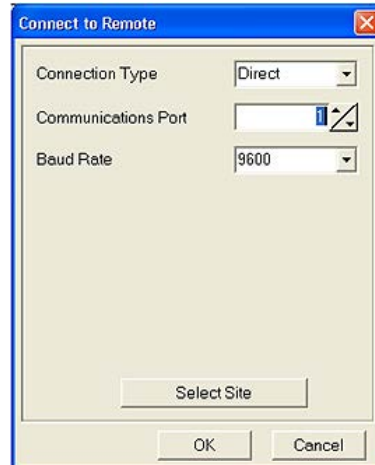 Connect to Remote
Connection Type Direct
Communications Port 1
Baud Rate 9600
Select Site
OK Cancel